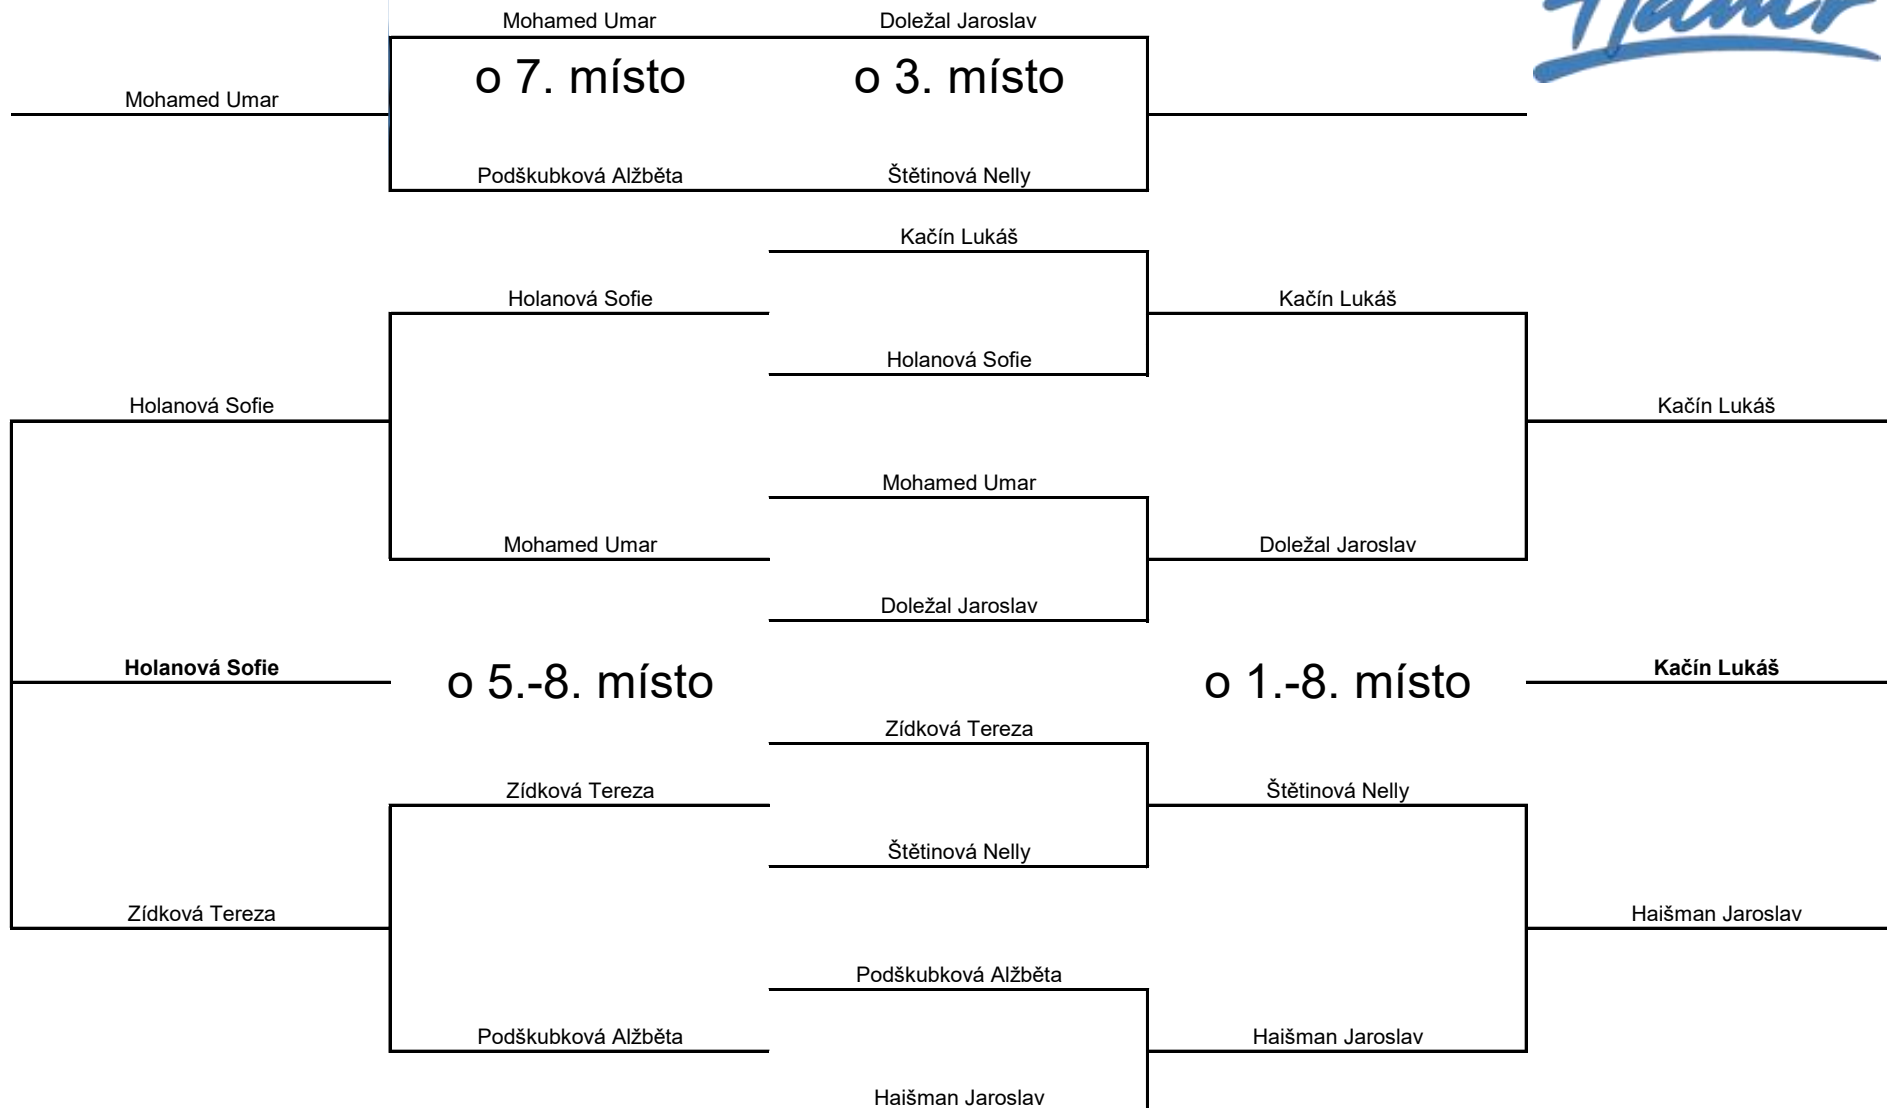 Mohamed Umar
Doležal Jaroslav
Hamr
o 7. místo
o 3. místo
Mohamed Umar
Podškubková Alžběta
Štětinová Nelly
Kačín Lukáš
Holanová Sofie
Kačín Lukáš
Holanová Sofie
Holanová Sofie
Kačín Lukáš
Mohamed Umar
Mohamed Umar
Doležal Jaroslav
Doležal Jaroslav
Holanová Sofie
o 5.-8. místo
o 1.-8. místo
Kačín Lukáš
Zídková Tereza
Zídková Tereza
Štětinová Nelly
Štětinová Nelly
Zídková Tereza
Haišman Jaroslav
Podškubková Alžběta
Podškubková Alžběta
Haišman Jaroslav
Haišman Jaroslav